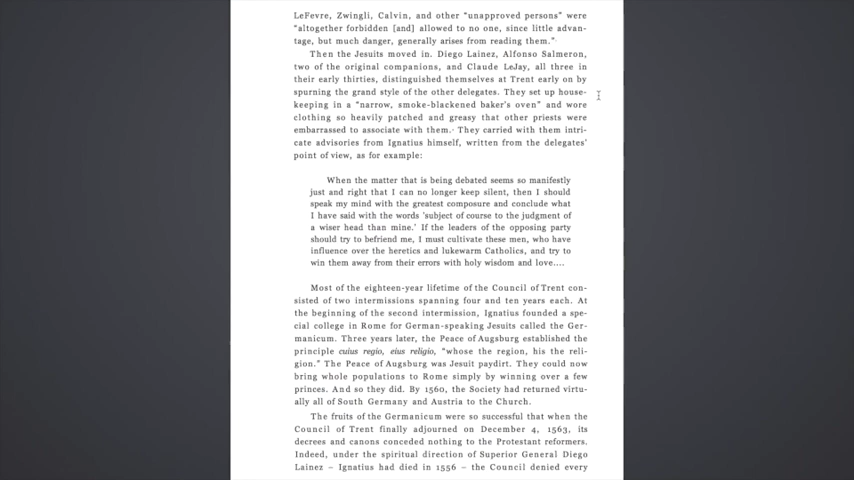 LeFevre, Zwingli, Calvin, and other “unapproved persons” were
“altogether forbidden [and] allowed to no one, since little advan-
tage, but much danger, generally arises from reading them.”
Then the Jesuits moved in. Diego Lainez, Alfonso Salmeron,
two of the original companions, and Claude LeJay, all three in
their early thirties, distinguished themselves at Trent early on by
spurning the grand style of the other delegates. They set up house-
keeping in a “narrow, smoke-blackened baker’s oven” and wore
clothing so heavily patched and greasy that other priests were
embarrassed to associate with them. They carried with them intri-
cate advisories from Ignatius himself, written from the delegates’
point of view, as for example:
When the matter that is being debated seems so manifestly
just and right that I can no longer keep silent, then I should
speak my mind with the greatest composure and conclude what
I have said with the words ‘subject of course to the judgment of
a wiser head than mine.’ If the leaders of the opposing party
should try to befriend me, I must cultivate these men, who have
influence over the heretics and lukewarm Catholics, and try to
win them away from their errors with holy wisdom and love....
Most of the eighteen-year lifetime of the Council of Trent con-
sisted of two intermissions spanning four and ten years each. At
the beginning of the second intermission, Ignatius founded a spe-
cial college in Rome for German-speaking Jesuits called the Ger-
manicum. Three years later, the Peace of Augsburg established the
principle cuius regio, eius religio, “whose the region, his the reli-
gion.” The Peace of Augsburg was Jesuit paydirt. They could now
bring whole populations to Rome simply by winning over a few
princes. And so they did. By 1560, the Society had returned virtu-
ally all of South Germany and Austria to the Church.
The fruits of the Germanicum were so successful that when the
Council of Trent finally adjourned on December 4, 1563, its
decrees and canons conceded nothing to the Protestant reformers.
Indeed, under the spiritual direction of Superior General Diego
Lainez – Ignatius had died in 1556 – the Council denied every